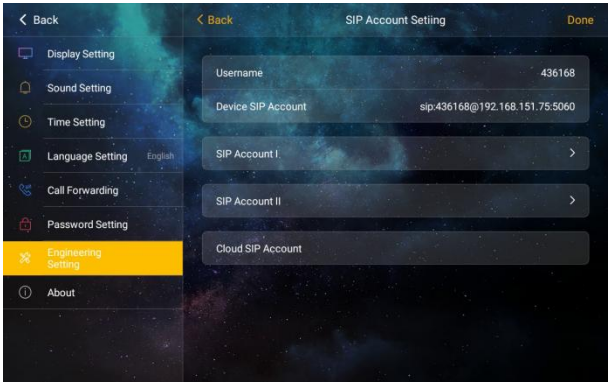 Back
Display Setting
Sound Setting
Time Setting
Language Setting English
Call Forwarding
Password Setting
Engineering
Setting
About
Back SIP Account Setiing Done
Username 436168
Device SIP Account sip:436168@192.168.151.75:5060
SIP Account I
SIP Account II
Cloud SIP Account